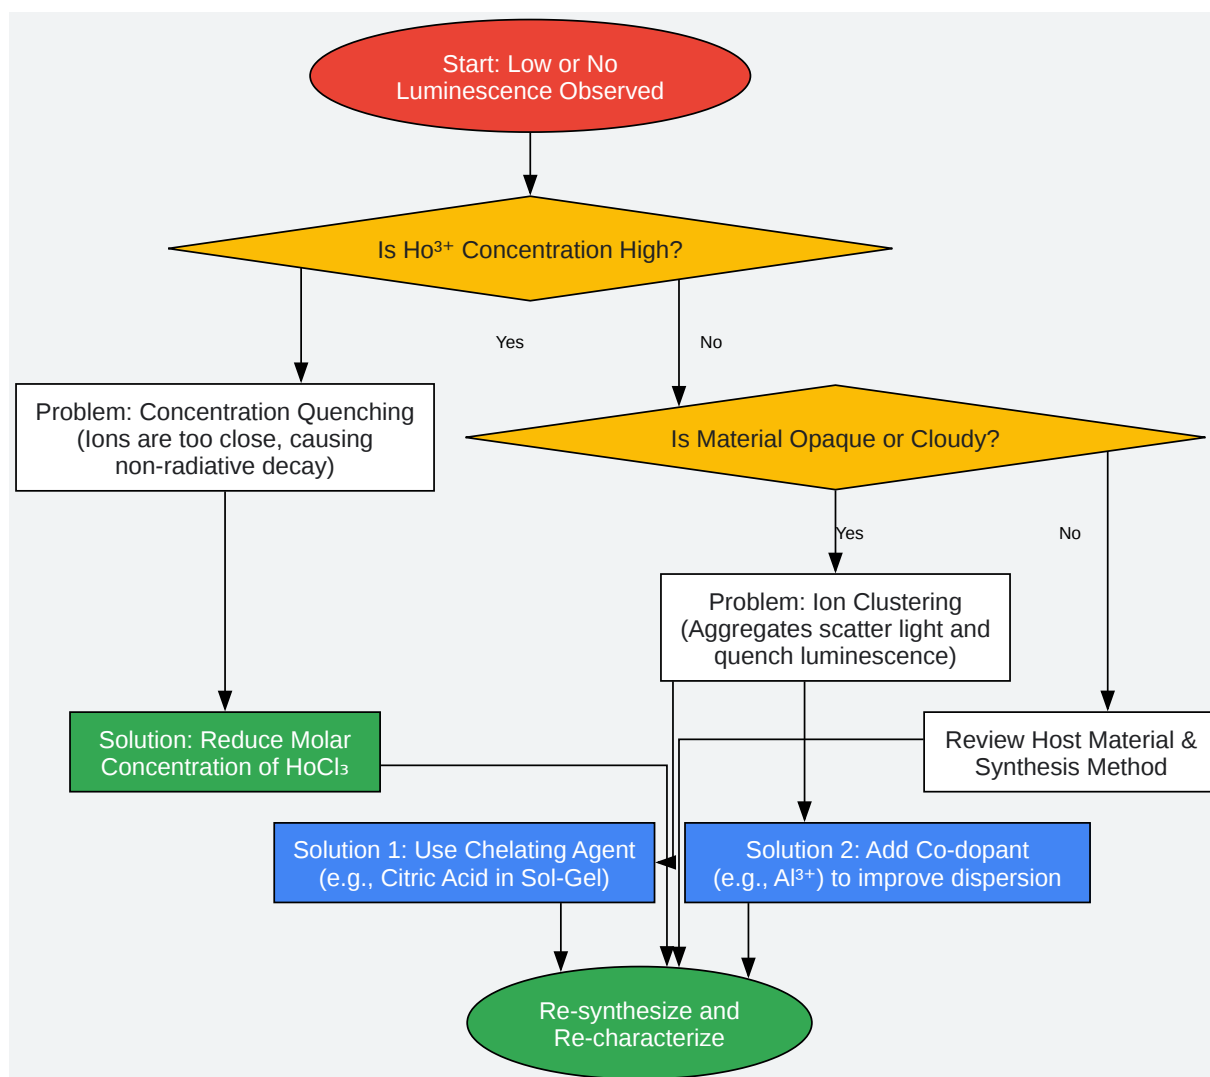 Start: Low or No
Luminescence Observed
Is Ho³⁺ Concentration High?
Yes
No
Problem: Concentration Quenching
(Ions are too close, causing
non-radiative decay)
Is Material Opaque or Cloudy?
Yes
No
Problem: Ion Clustering
(Aggregates scatter light and
quench luminescence)
Solution: Reduce Molar
Concentration of HoCl₃
Review Host Material &
Synthesis Method
Solution 1: Use Chelating Agent
(e.g., Citric Acid in Sol-Gel)
Solution 2: Add Co-dopant
(e.g., Al³⁺) to improve dispersion
Re-synthesize and
Re-characterize